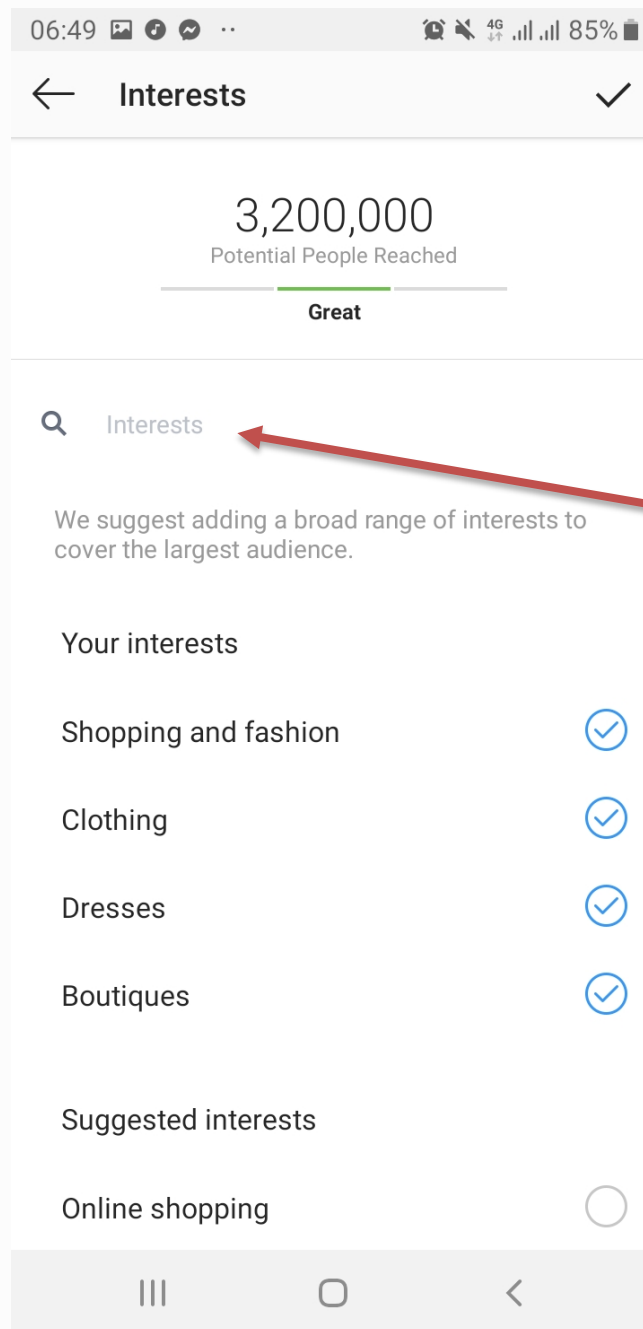 06:49 4G 85%
Interests
3,200,000
Potential People Reached
Great
Interests
We suggest adding a broad range of interests to
cover the largest audience.
Your interests
Shopping and fashion
Clothing
Dresses
Boutiques
Suggested interests
Online shopping